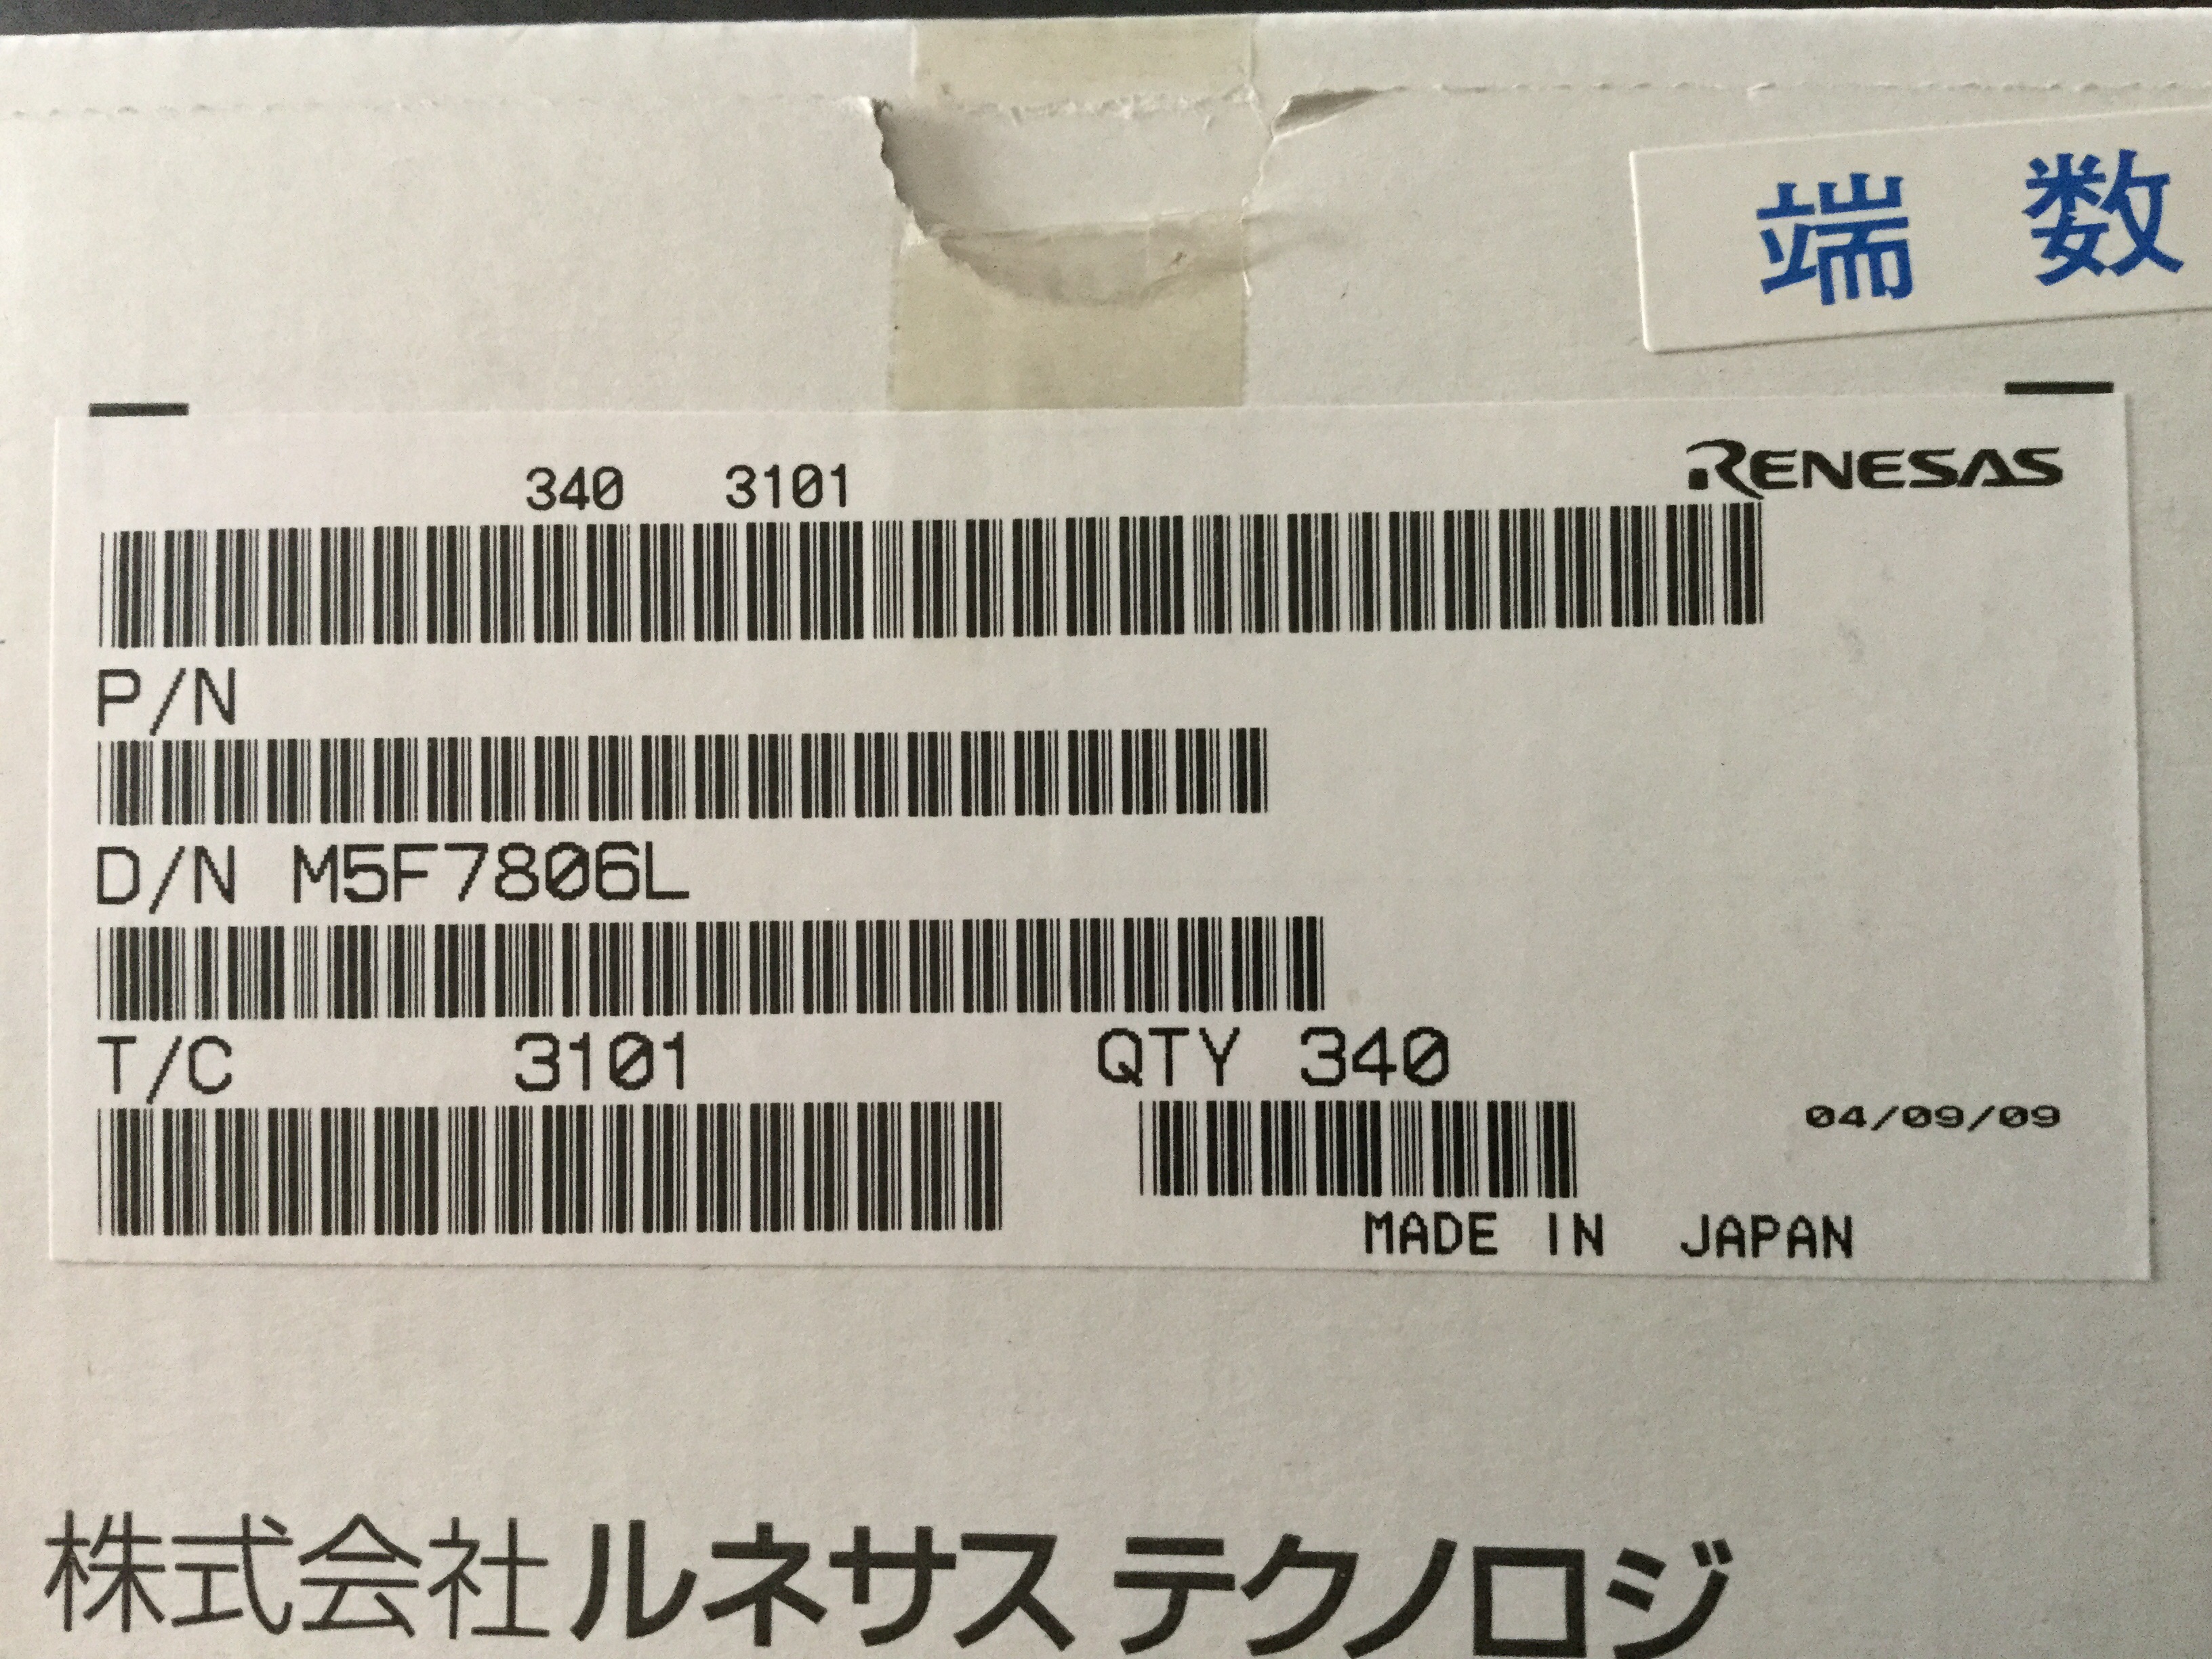 端数
RENESAS
340 3101
P/N
D/N M5F7806L
T/C 3101 QTY 340
04/09/09
MADE IN JAPAN
株式会社ルネサス テクノロジ